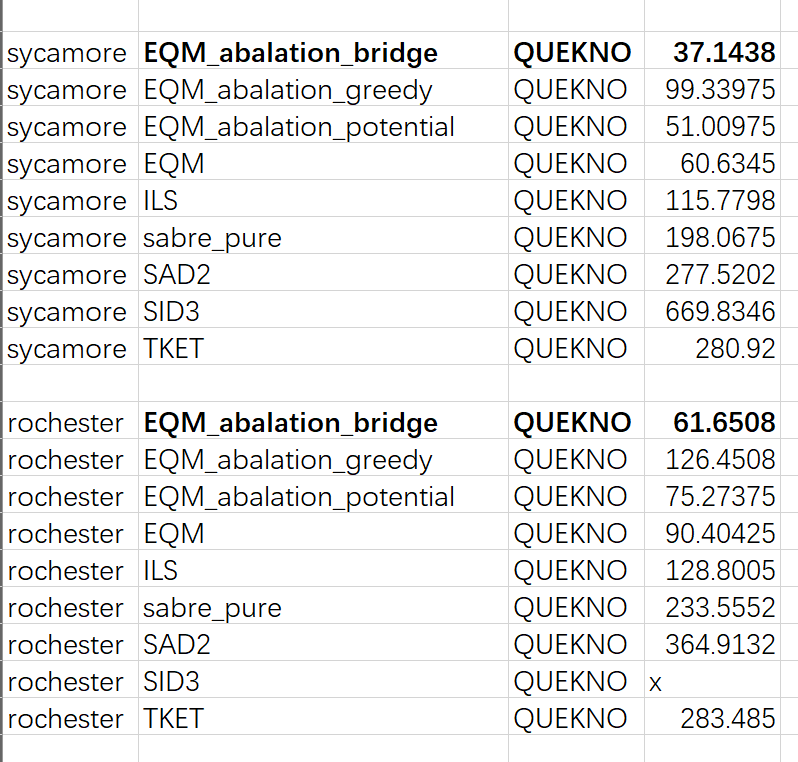 sycamore EQM_abalation_bridge QUEKNO 37.1438
sycamore EQM_abalation_greedy QUEKNO 99.33975
sycamore EQM_abalation_potential QUEKNO 51.00975
sycamore EQM QUEKNO 60.6345
sycamore ILS QUEKNO 115.7798
sycamore sabre_pure QUEKNO 198.0675
sycamore SAD2 QUEKNO 277.5202
sycamore SID3 QUEKNO 669.8346
sycamore TKET QUEKNO 280.92
rochester EQM_abalation_bridge QUEKNO 61.6508
rochester EQM_abalation_greedy QUEKNO 126.4508
rochester EQM_abalation_potential QUEKNO 75.27375
rochester EQM QUEKNO 90.40425
rochester ILS QUEKNO 128.8005
rochester sabre_pure QUEKNO 233.5552
rochester SAD2 QUEKNO 364.9132
rochester SID3 QUEKNO x
rochester TKET QUEKNO 283.485